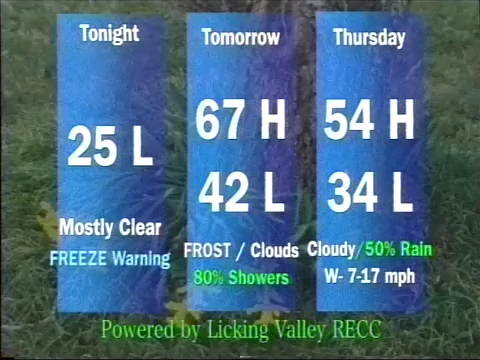 Tonight
25 L
Mostly Clear
FREEZE Warning
Tomorrow
67 H
42 L
FROST / Clouds
80% Showers
Thursday
54 H
34 L
Cloudy/50% Rain
W- 7-17 mph
Powered by Licking Valley RECC